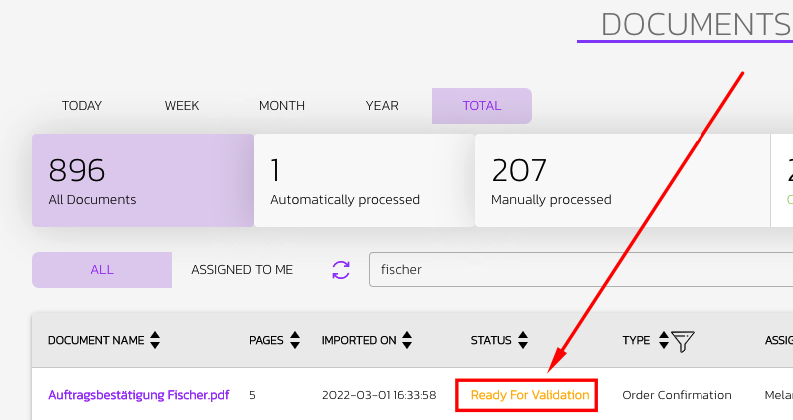 DOCUMENTS
TODAY WEEK MONTH YEAR TOTAL
896 1 207
All Documents Automatically processed Manually processed
ALL ASSIGNED TO ME fischer
DOCUMENT NAME PAGES IMPORTED ON STATUS TYPE
Auftragsbestätigung Fischer.pdf 5 2022-03-01 16:33:58 Ready For Validation Order Confirmation